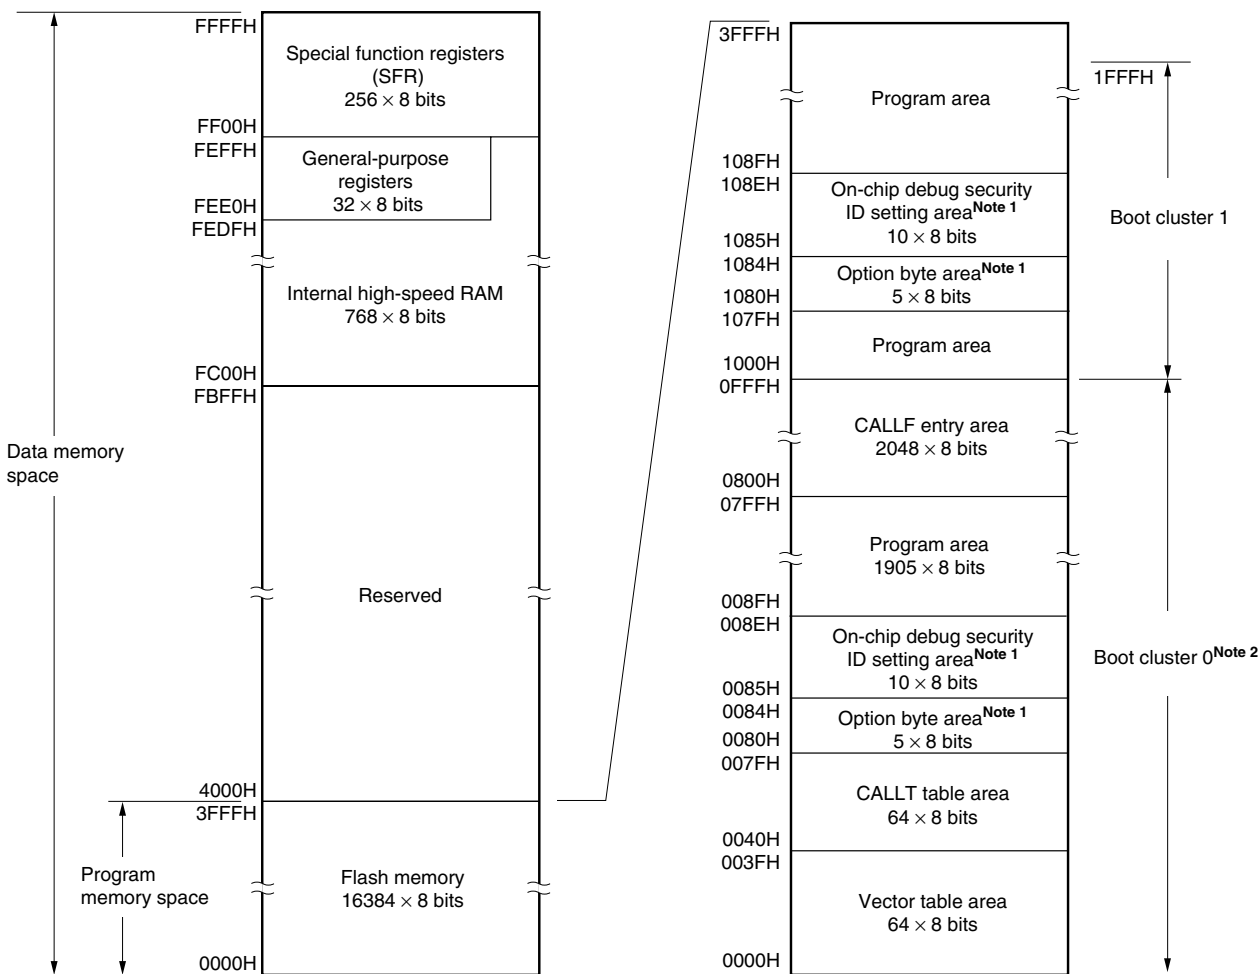 FFFFH
Special function registers
(SFR)
256 × 8 bits
FF00H
FEFFH
General-purpose
registers
32 × 8 bits
FEE0H
FEDFH
Internal high-speed RAM
768 × 8 bits
FC00H
FBFFH
Data memory
space
Reserved
4000H
3FFFH
Program
memory space
Flash memory
16384 × 8 bits
0000H
3FFFH
1FFFH
Program area
108FH
108EH
On-chip debug security
ID setting areaNote 1
10 × 8 bits
Boot cluster 1
1085H
1084H
Option byte areaNote 1
5 × 8 bits
1080H
107FH
Program area
1000H
0FFFH
CALLF entry area
2048 × 8 bits
0800H
07FFH
Program area
1905 × 8 bits
008FH
008EH
On-chip debug security
ID setting areaNote 1
10 × 8 bits
Boot cluster 0Note 2
0085H
0084H
Option byte areaNote 1
5 × 8 bits
0080H
007FH
CALLT table area
64 × 8 bits
0040H
003FH
Vector table area
64 × 8 bits
0000H